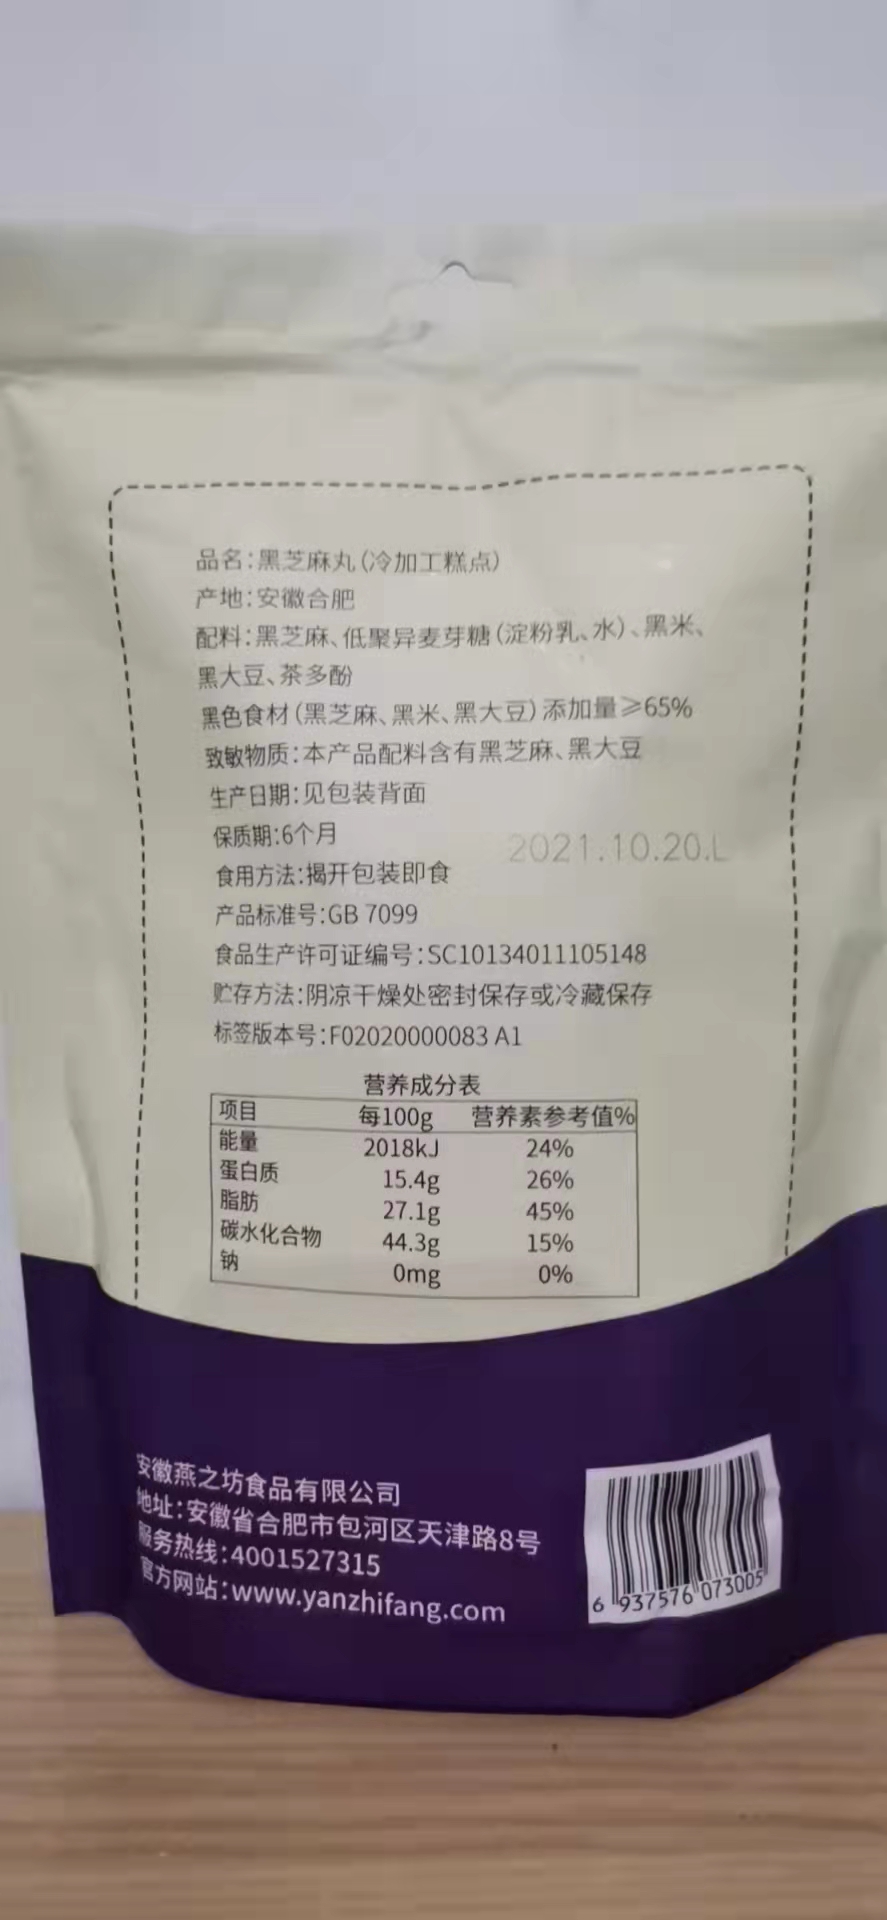 品名:黑芝麻丸(冷加工糕点)
产地:安徽合肥
配料:黑芝麻、低聚异麦芽糖(淀粉乳、水)、黑米、
黑大豆、茶多酚
黑色食材(黑芝麻、黑米、黑大豆)添加量≥65%
致敏物质:本产品配料含有黑芝麻、黑大豆
生产日期:见包装背面
保质期:6个月
2021.10.20.L
食用方法:揭开包装即食
产品标准号:GB 7099
食品生产许可证编号:SC10134011105148
贮存方法:阴凉干燥处密封保存或冷藏保存
标签版本号:F02020000083 A1
营养成分表
项目 每100g 营养素参考值%
能量 2018kJ 24%
蛋白质 15.4g 26%
脂肪 27.1g 45%
碳水化合物 44.3g 15%
钠 0mg 0%
安徽燕之坊食品有限公司
地址:安徽省合肥市包河区天津路8号
服务热线:4001527315
官方网站:www.yanzhifang.com
6 937576 073005